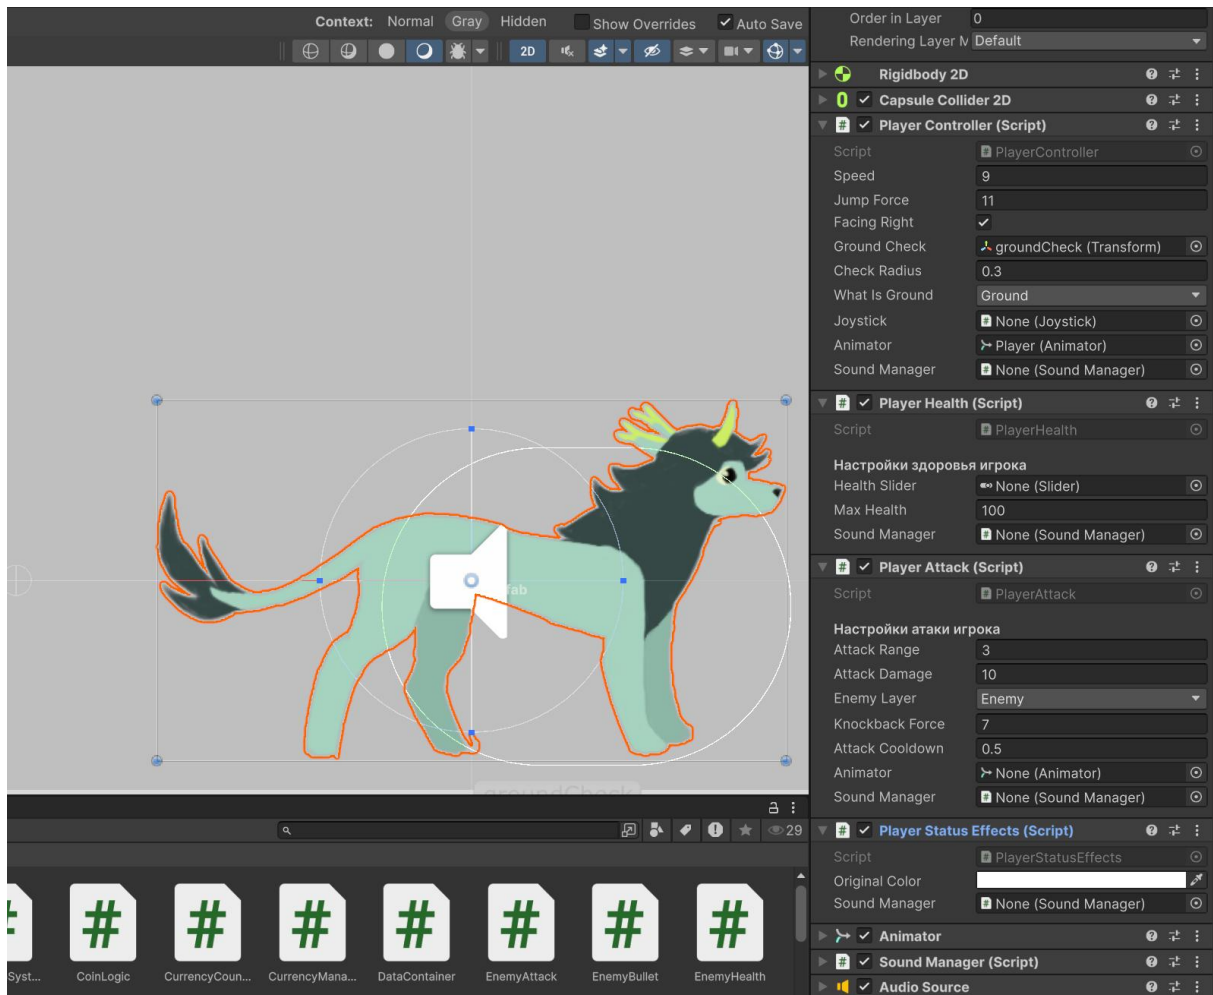 Context: Normal Gray Hidden Show Overrides Auto Save
2D
fab
groundCheck
29
Syst...
CoinLogic
CurrencyCoun...
CurrencyMana...
DataContainer
EnemyAttack
EnemyBullet
EnemyHealth
Order in Layer 0
Rendering Layer M Default
Rigidbody 2D
Capsule Collider 2D
Player Controller (Script)
Script PlayerController
Speed 9
Jump Force 11
Facing Right
Ground Check groundCheck (Transform)
Check Radius 0.3
What Is Ground Ground
Joystick None (Joystick)
Animator Player (Animator)
Sound Manager None (Sound Manager)
Player Health (Script)
Script PlayerHealth
Настройки здоровья игрока
Health Slider None (Slider)
Max Health 100
Sound Manager None (Sound Manager)
Player Attack (Script)
Script PlayerAttack
Настройки атаки игрока
Attack Range 3
Attack Damage 10
Enemy Layer Enemy
Knockback Force 7
Attack Cooldown 0.5
Animator None (Animator)
Sound Manager None (Sound Manager)
Player Status Effects (Script)
Script PlayerStatusEffects
Original Color
Sound Manager None (Sound Manager)
Animator
Sound Manager (Script)
Audio Source